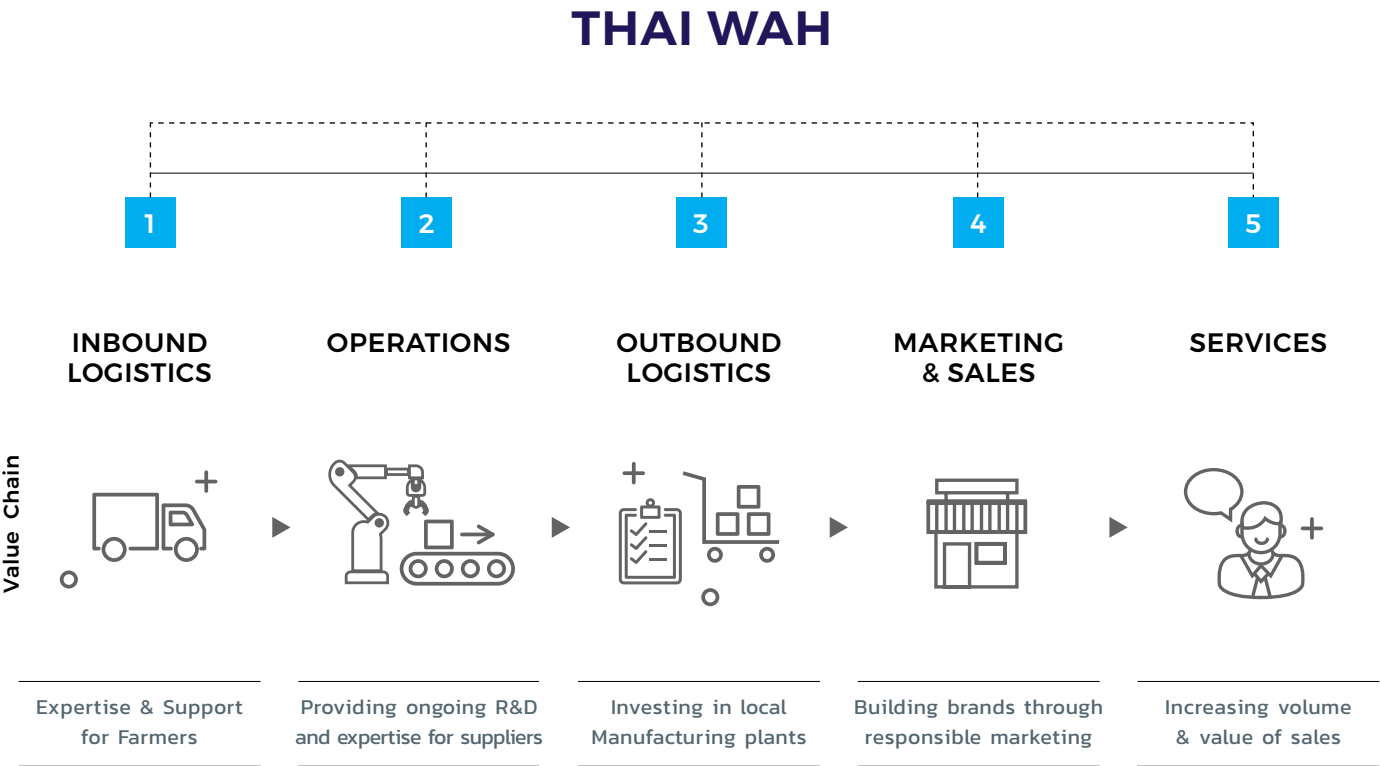 THAI WAH
1
2
3
4
5
INBOUND
LOGISTICS
OPERATIONS
OUTBOUND
LOGISTICS
MARKETING
& SALES
SERVICES
Value Chain
Expertise & Support
for Farmers
Providing ongoing R&D
and expertise for suppliers
Investing in local
Manufacturing plants
Building brands through
responsible marketing
Increasing volume
& value of sales